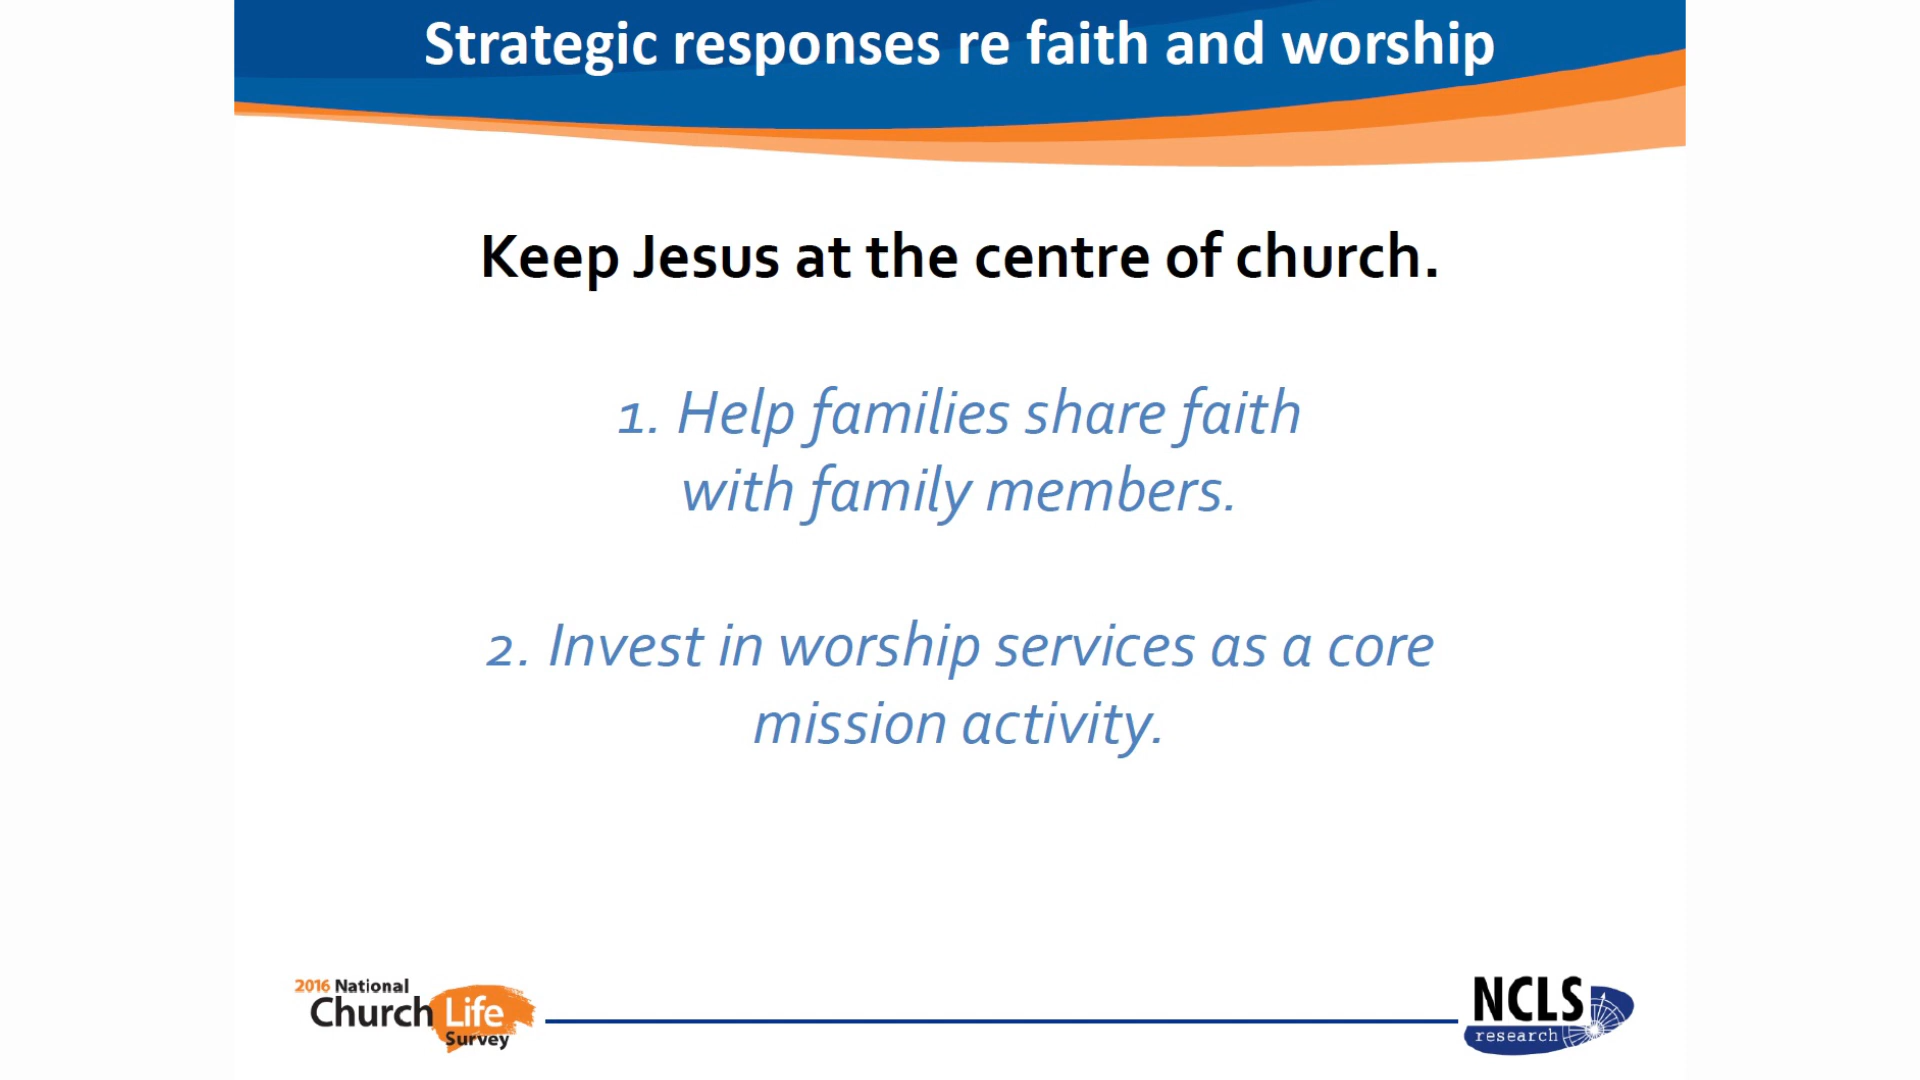 Strategic responses re faith and worship
Keep Jesus at the centre of church.
1. Help families share faith
with family members.
2. Invest in worship services as a core
mission activity.
2016 National
Church Life
Survey
NCLS
research